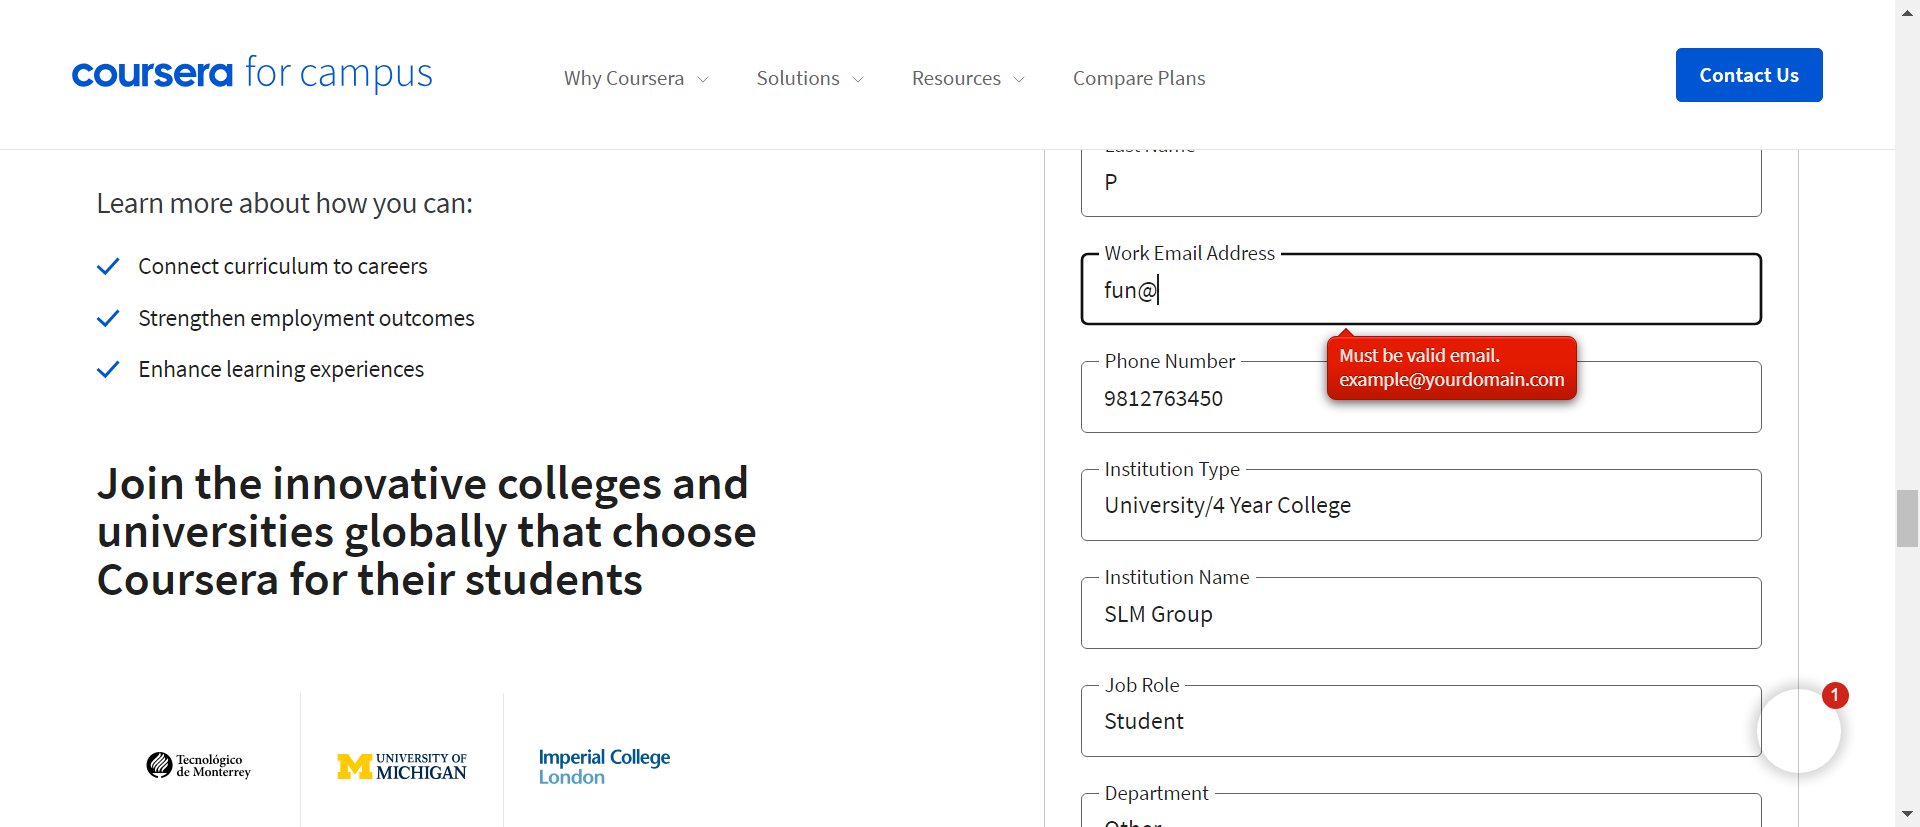 coursera for campus
Why Coursera
Solutions
Resources
Compare Plans
Contact Us
Learn more about how you can:
Connect curriculum to careers
Strengthen employment outcomes
Enhance learning experiences
Join the innovative colleges and
universities globally that choose
Coursera for their students
Tecnológico
de Monterrey
M UNIVERSITY OF
MICHIGAN
Imperial College
London
Last Name
P
Work Email Address
fun@
Must be valid email.
example@yourdomain.com
Phone Number
9812763450
Institution Type
University/4 Year College
Institution Name
SLM Group
Job Role
Student
1
Department
Other